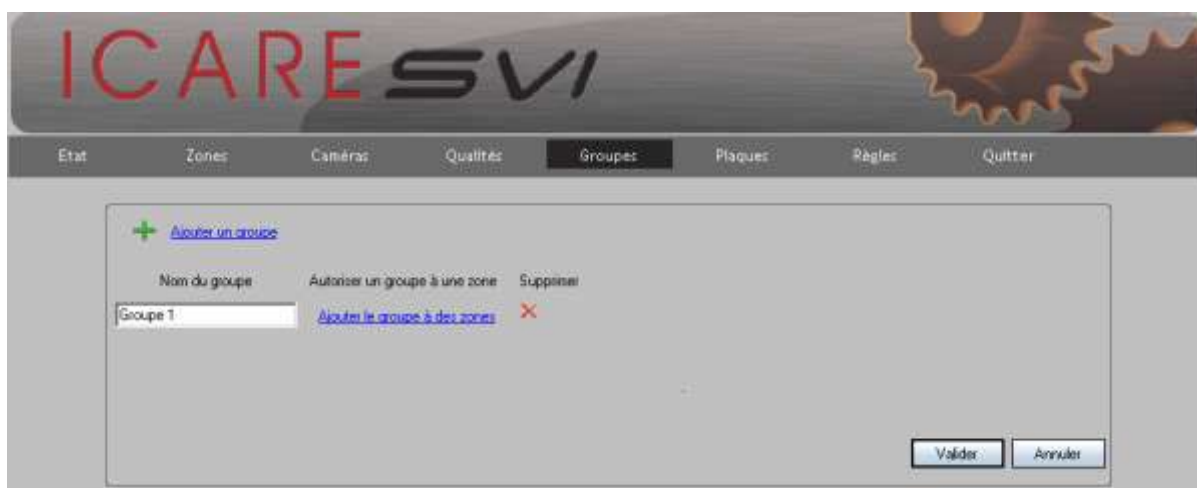 ICARE SVI
Etat Zones Caméras Qualités Groupes Plaques Règles Quitter
Ajouter un groupe
Nom du groupe Autoriser un groupe à une zone Supprimer
Groupe 1 Ajouter le groupe à des zones
Valider Annuler